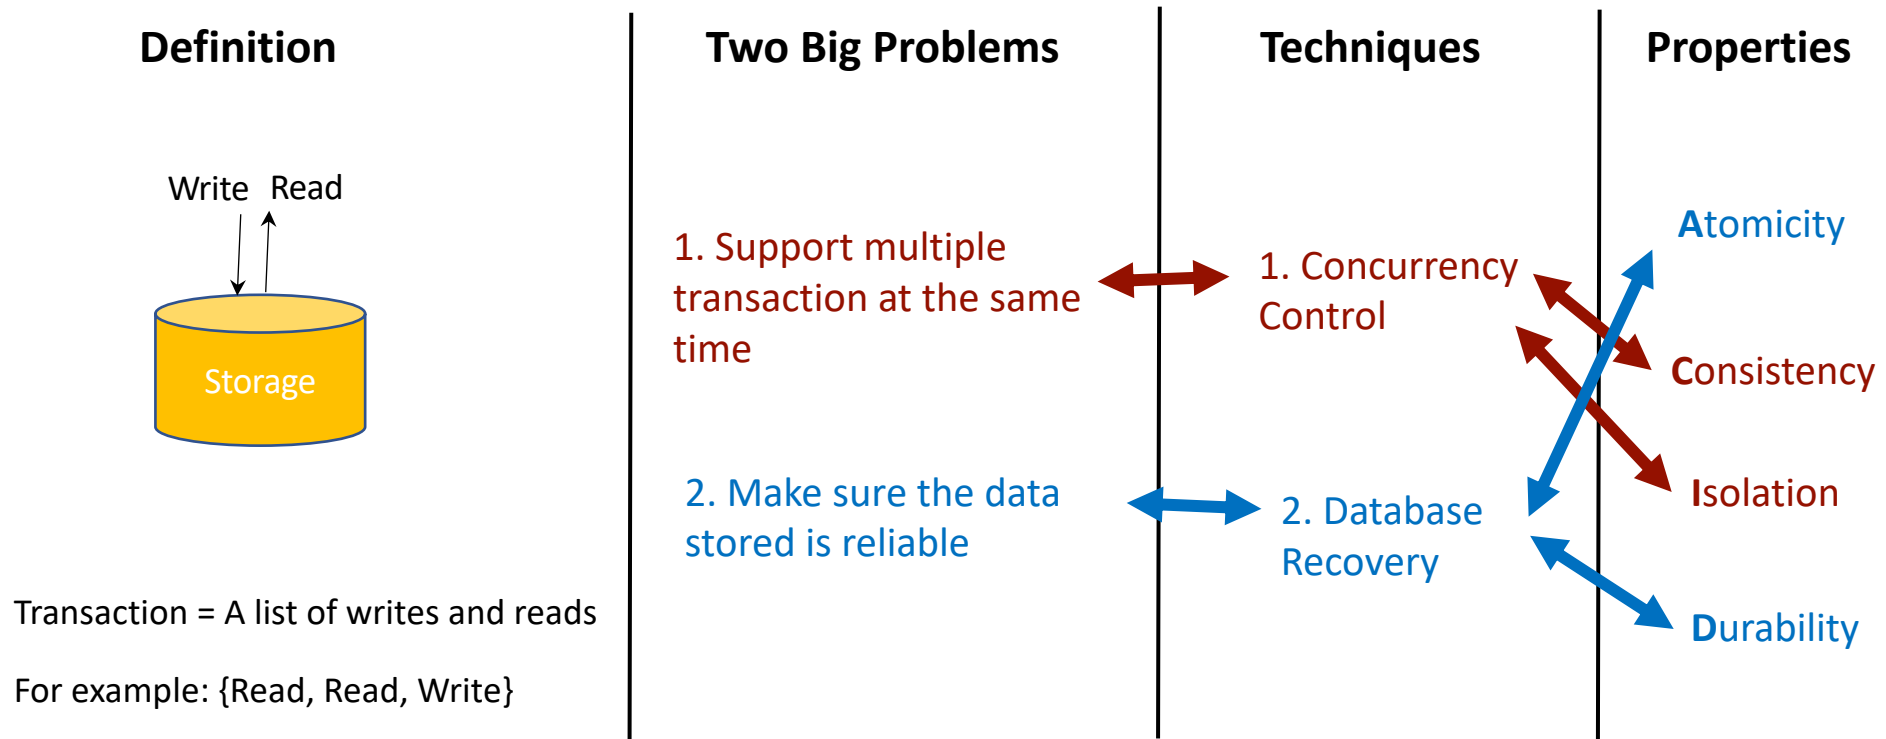 Definition
Write Read
Storage
Transaction = A list of writes and reads
For example: {Read, Read, Write}
Two Big Problems
1. Support multiple
transaction at the same
time
2. Make sure the data
stored is reliable
Techniques
1. Concurrency
Control
2. Database
Recovery
Properties
Atomicity
Consistency
Isolation
Durability